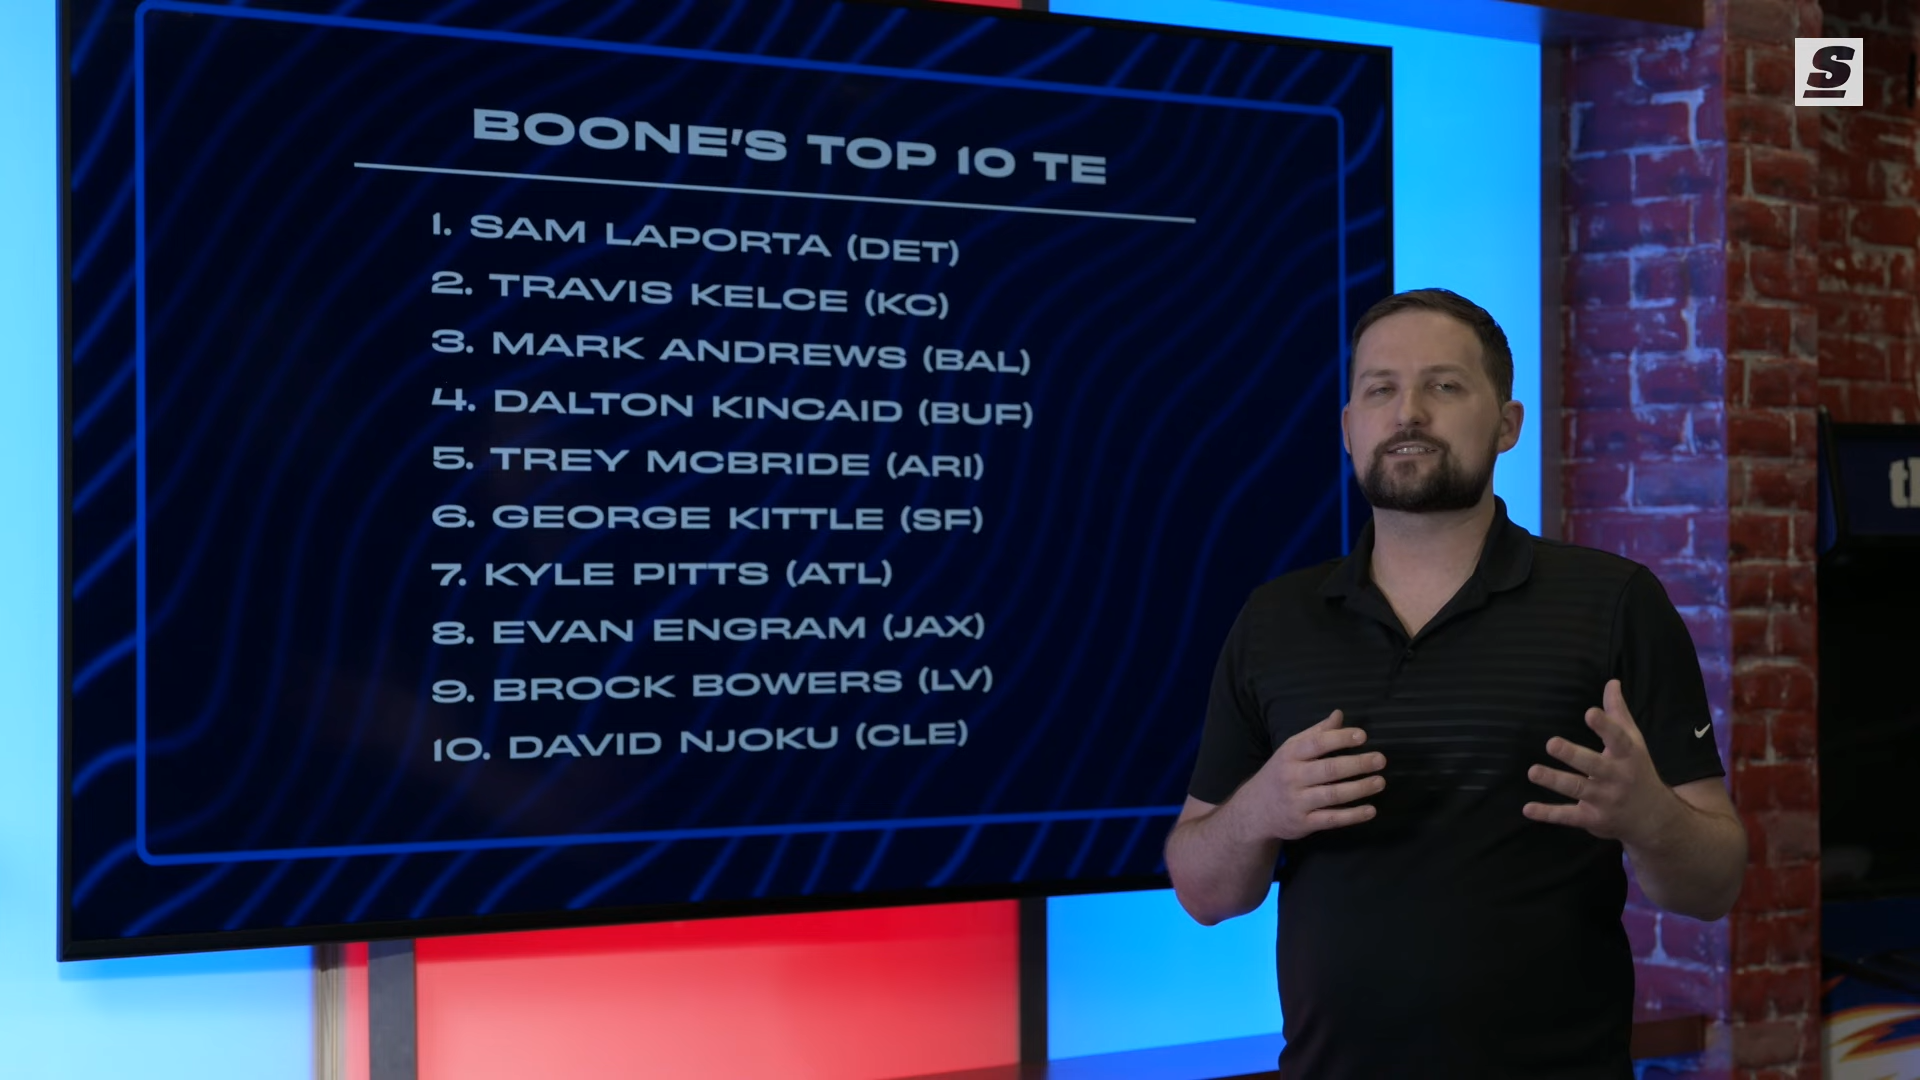 BOONE'S TOP 10 TE
1. SAM LAPORTA (DET)
2. TRAVIS KELCE (KC)
3. MARK ANDREWS (BAL)
4. DALTON KINCAID (BUF)
5. TREY MCBRIDE (ARI)
6. GEORGE KITTLE (SF)
7. KYLE PITTS (ATL)
8. EVAN ENGRAM (JAX)
9. BROCK BOWERS (LV)
10. DAVID NJOKU (CLE)
S